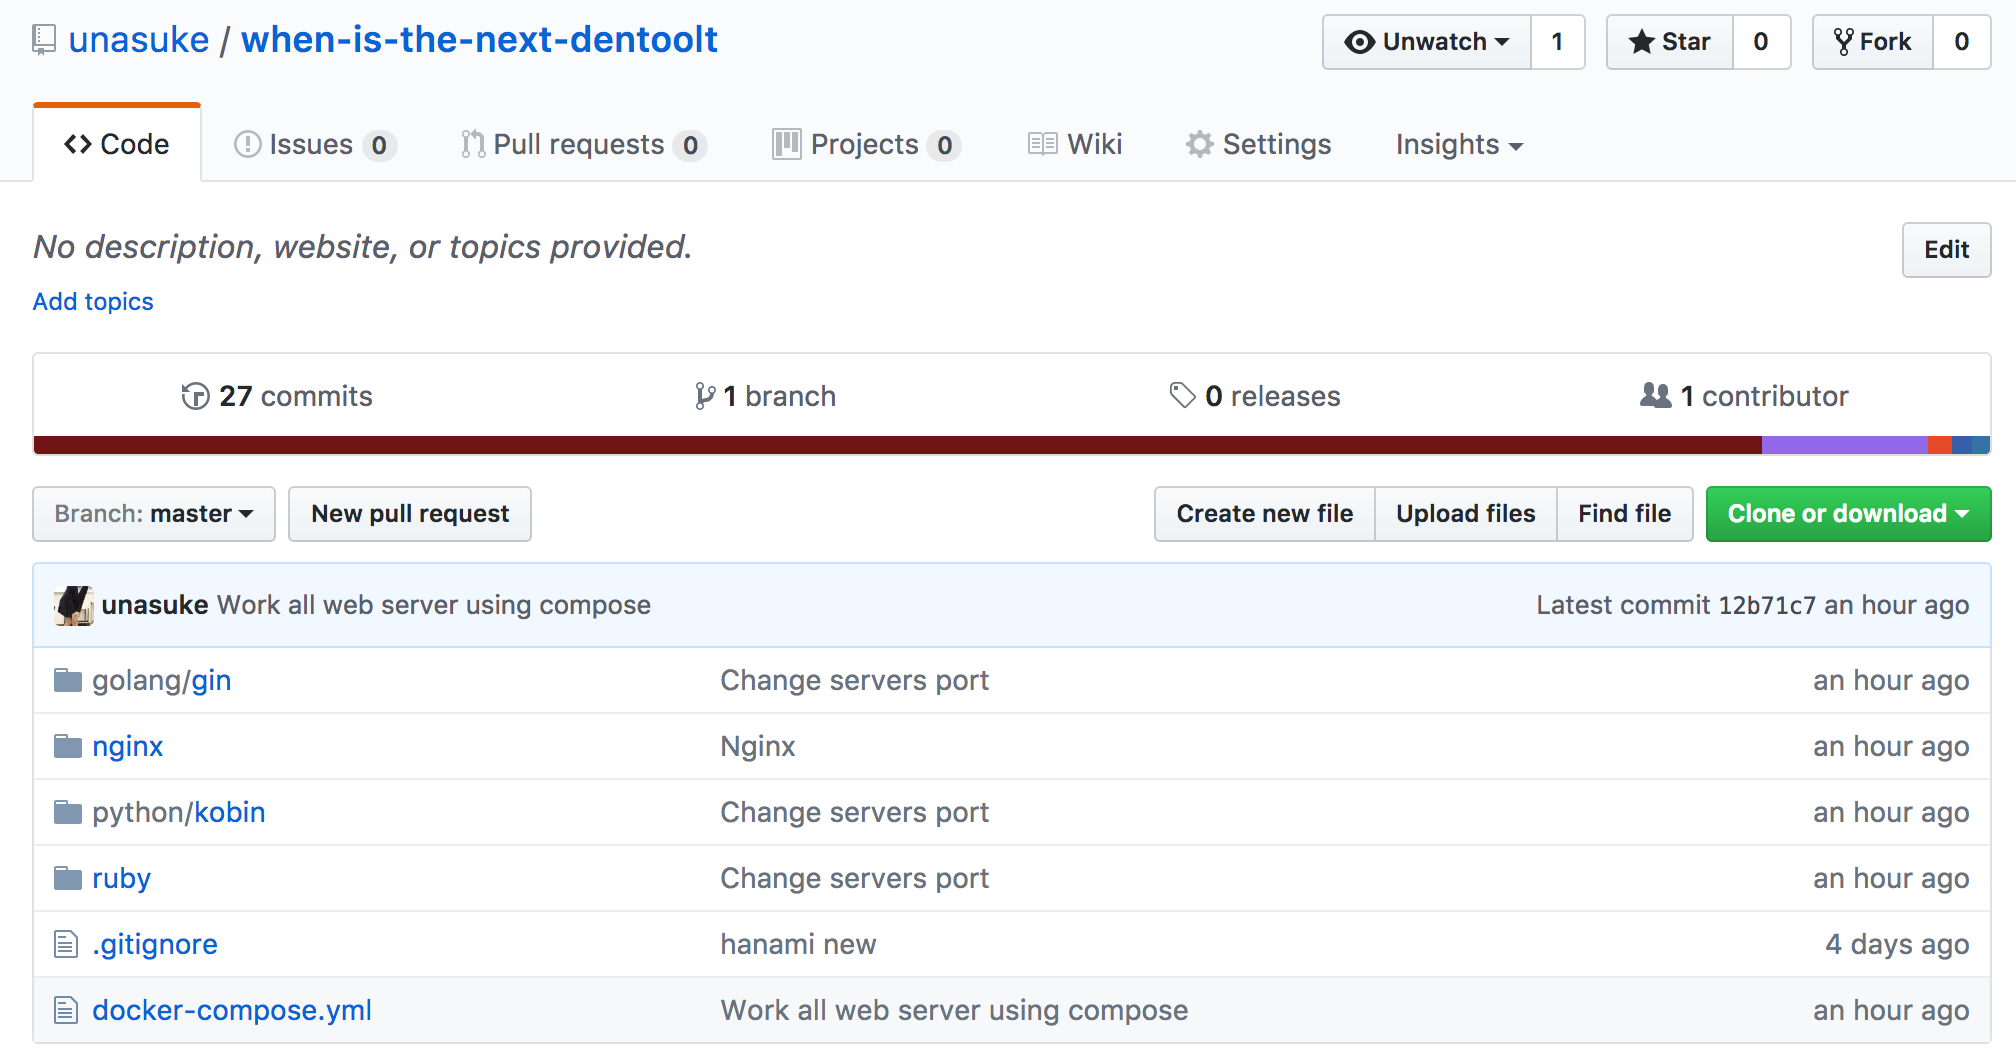 unasuke / when-is-the-next-dentoolt
Unwatch 1 Star 0 Fork 0
Code Issues 0 Pull requests 0 Projects 0 Wiki Settings Insights
No description, website, or topics provided.
Edit
Add topics
27 commits 1 branch 0 releases 1 contributor
Branch: master New pull request Create new file Upload files Find file Clone or download
unasuke Work all web server using compose Latest commit 12b71c7 an hour ago
golang/gin Change servers port an hour ago
nginx Nginx an hour ago
python/kobin Change servers port an hour ago
ruby Change servers port an hour ago
.gitignore hanami new 4 days ago
docker-compose.yml Work all web server using compose an hour ago